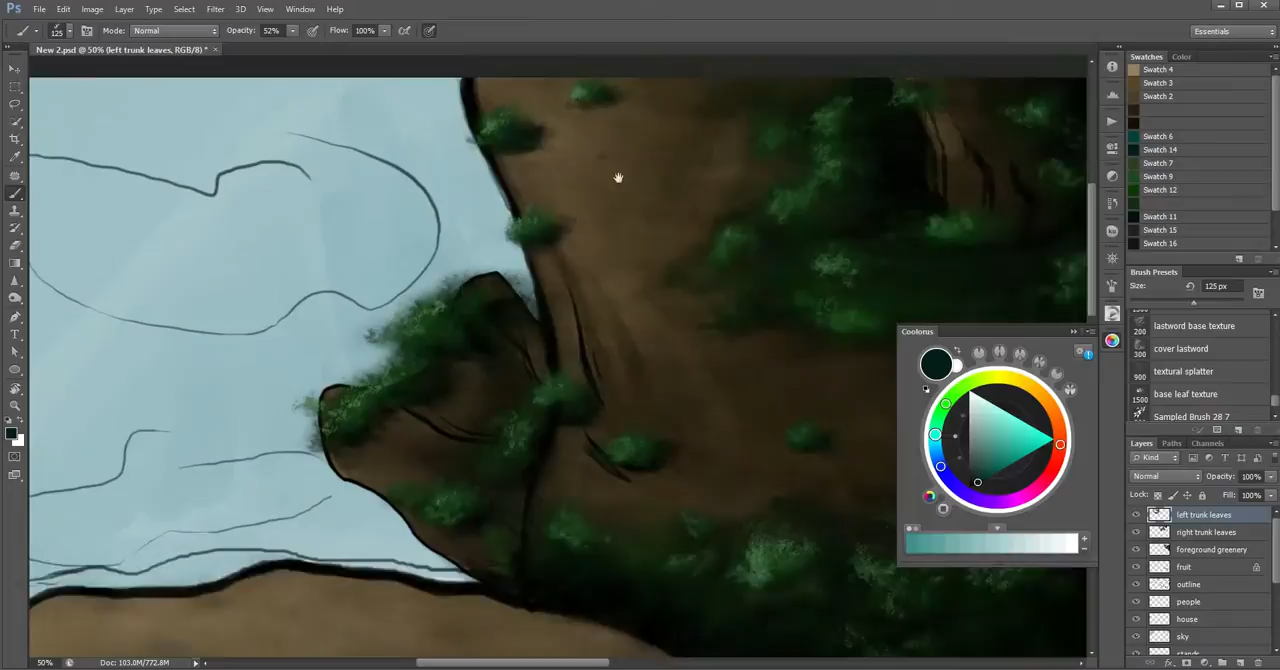 Ps File Edit Image Layer Type Select Filter 3D View Window Help
125 Mode: Normal Opacity: 52% Flow: 100% Essentials
New 2.psd @ 50% (left trunk leaves, RGB/8) * ×
Swatches Color
Swatch 4
Swatch 3
Swatch 2
Swatch 6
Swatch 14
Swatch 7
Swatch 9
Swatch 12
Swatch 11
Swatch 15
Swatch 16
Brush Presets
Size: 125 px
200 lastword base texture
300 cover lastword
900 textural splatter
1500 base leaf texture
Sampled Brush 28 7
Coolorus
Layers Paths Channels
Kind
Normal Opacity: 100%
Lock: Fill: 100%
left trunk leaves
right trunk leaves
foreground greenery
fruit
outline
people
house
sky
stands
50% Doc: 103.0M/772.8M